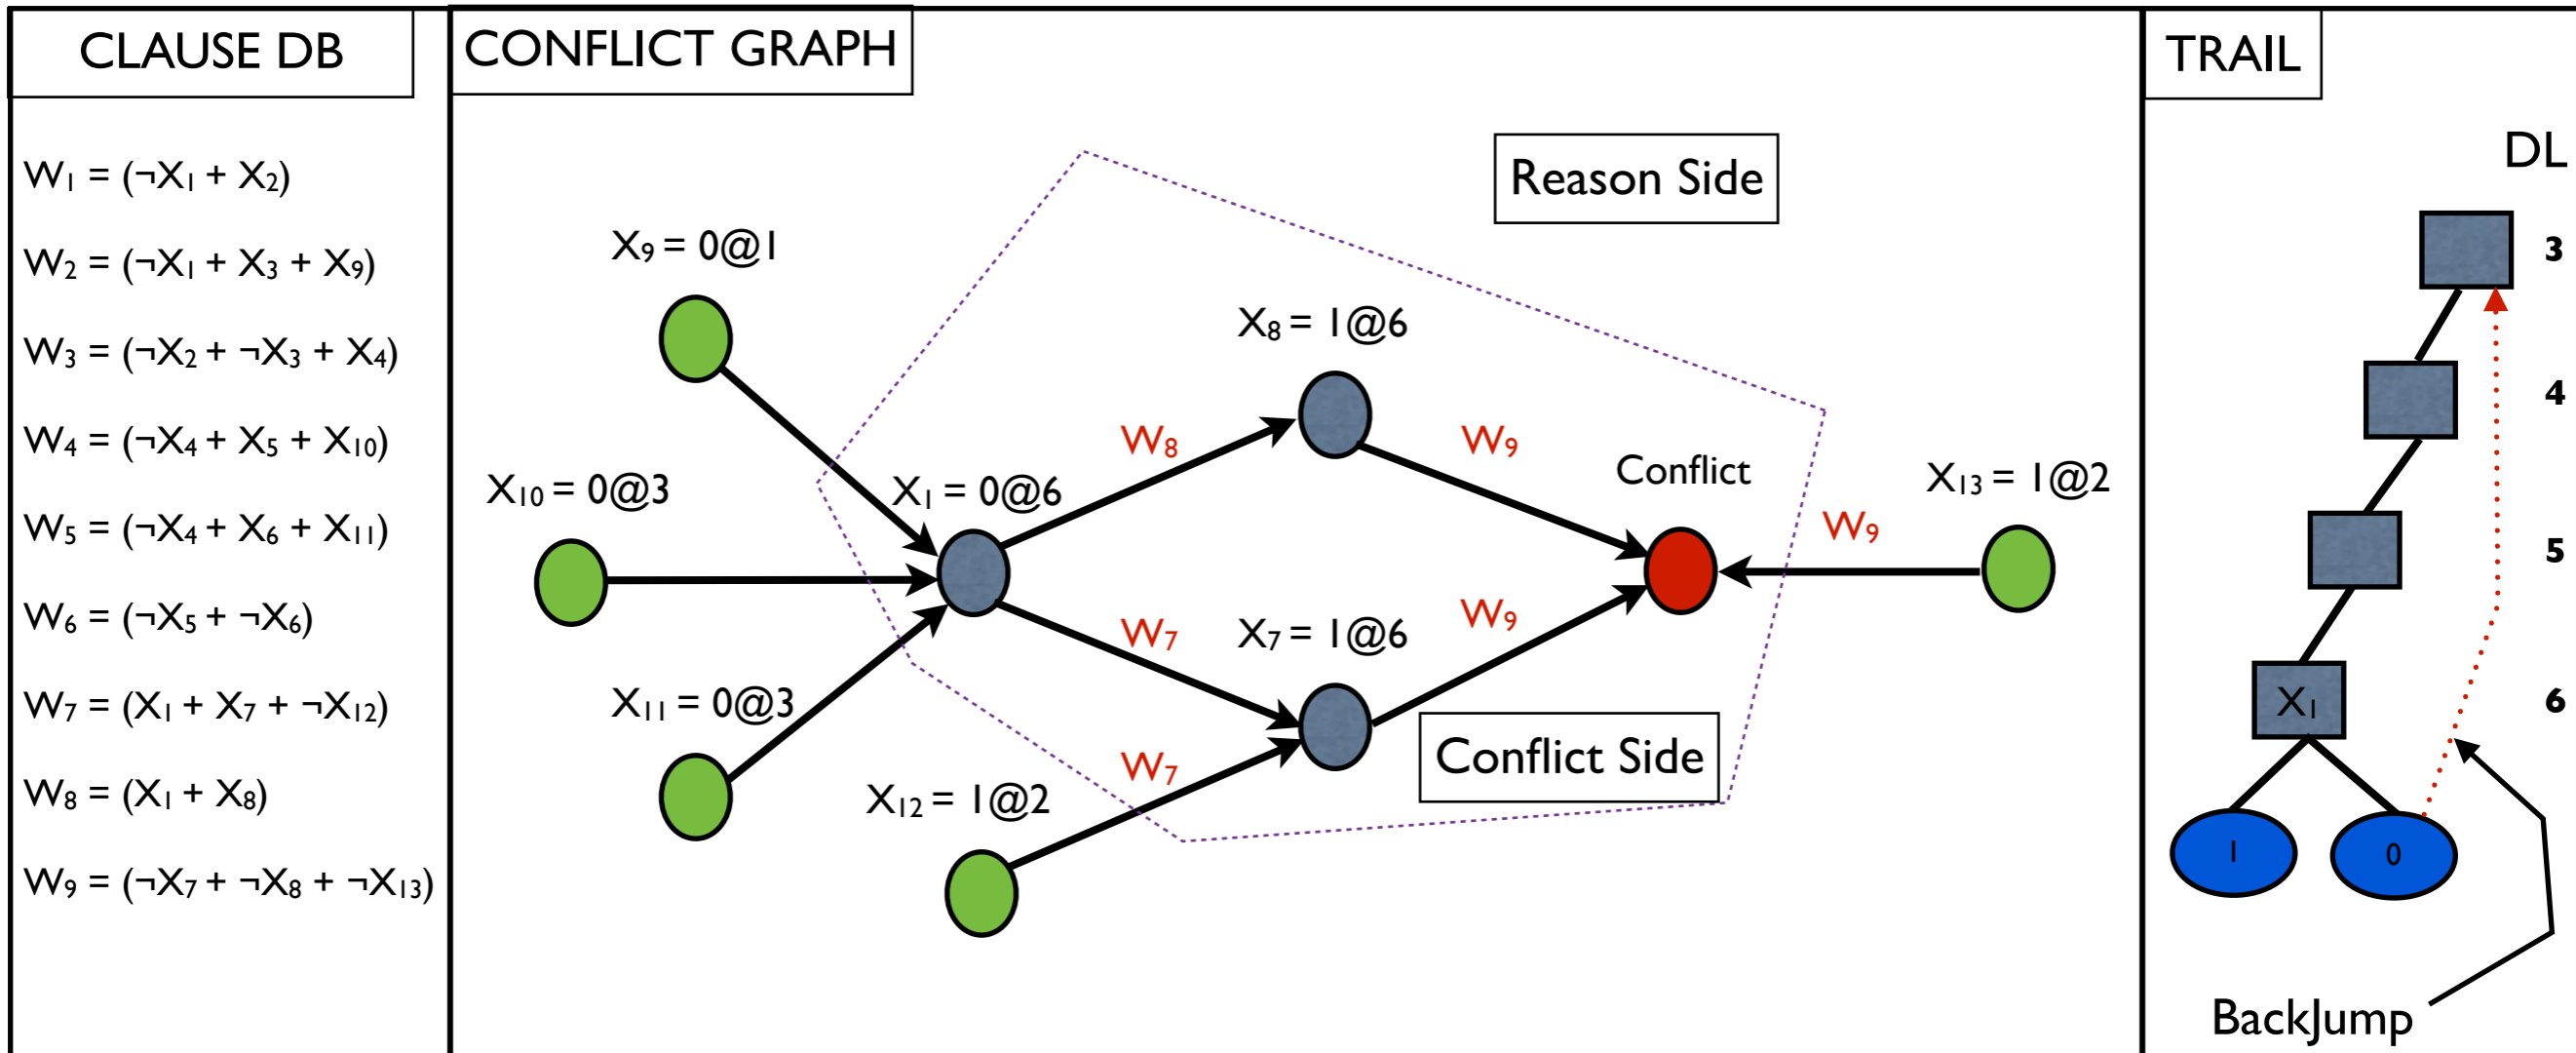 CLAUSE DB
W₁ = (¬X₁ + X₂)
W₂ = (¬X₁ + X₃ + X₉)
W₃ = (¬X₂ + ¬X₃ + X₄)
W₄ = (¬X₄ + X₅ + X₁₀)
W₅ = (¬X₄ + X₆ + X₁₁)
W₆ = (¬X₅ + ¬X₆)
W₇ = (X₁ + X₇ + ¬X₁₂)
W₈ = (X₁ + X₈)
W₉ = (¬X₇ + ¬X₈ + ¬X₁₃)
CONFLICT GRAPH
Reason Side
X₉ = 0@1
X₈ = 1@6
W₈
W₉
Conflict
X₁₀ = 0@3
X₁ = 0@6
X₁₃ = 1@2
W₉
W₇
X₇ = 1@6
W₉
X₁₁ = 0@3
Conflict Side
W₇
X₁₂ = 1@2
TRAIL
DL
3
4
5
X₁
6
1
0
BackJump